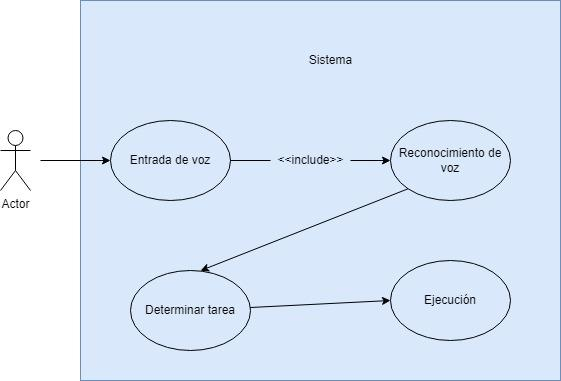 Sistema
Entrada de voz
<<include>>
Reconocimiento de
voz
Actor
Determinar tarea
Ejecución